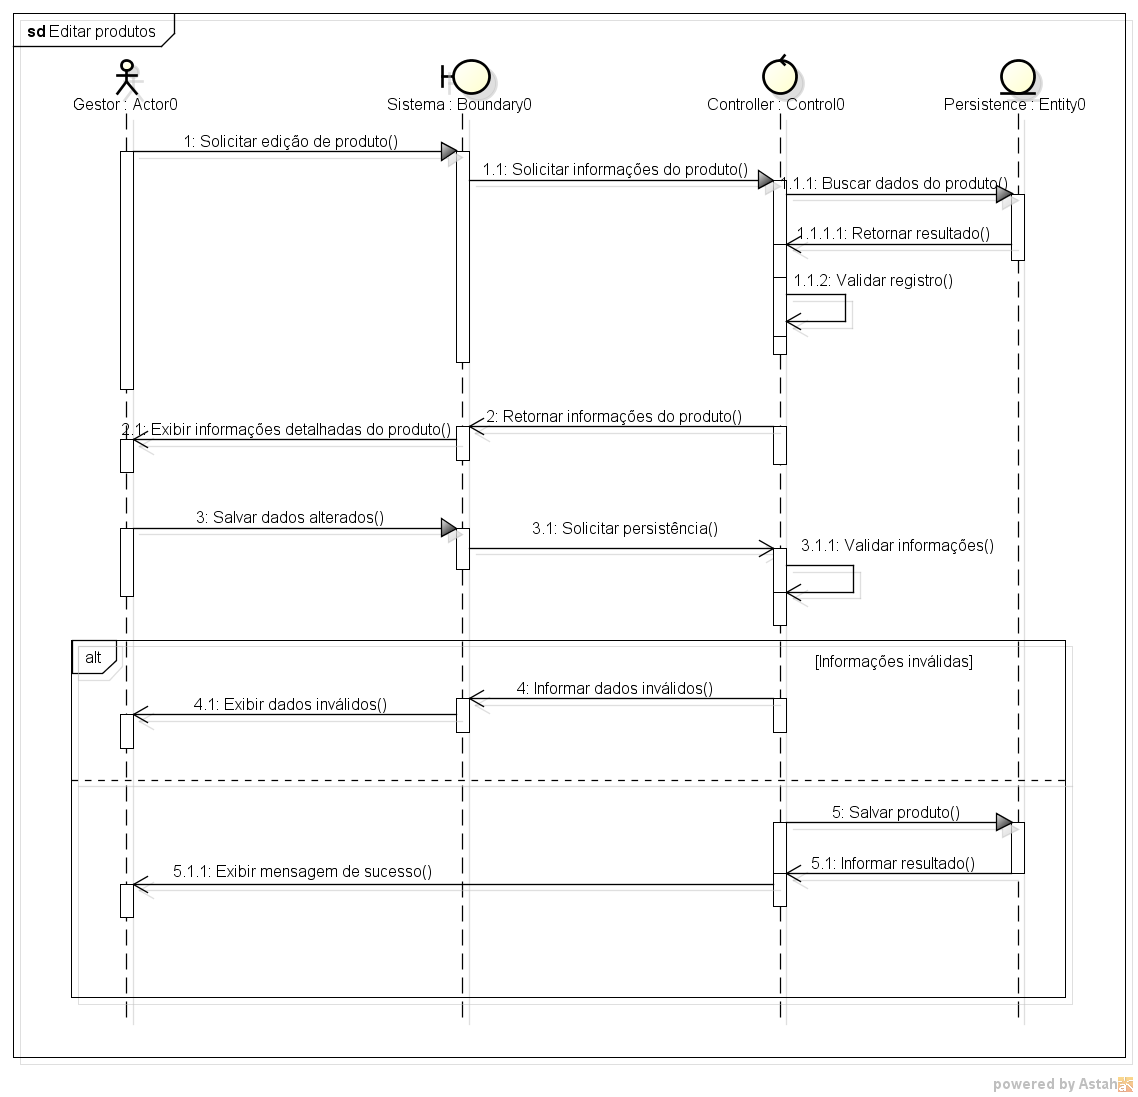 sd Editar produtos
Gestor : Actor0
Sistema : Boundary0
Controller : Control0
Persistence : Entity0
1: Solicitar edição de produto()
1.1: Solicitar informações do produto()
1.1.1: Buscar dados do produto()
1.1.1.1: Retornar resultado()
1.1.2: Validar registro()
2: Retornar informações do produto()
2.1: Exibir informações detalhadas do produto()
3: Salvar dados alterados()
3.1: Solicitar persistência()
3.1.1: Validar informações()
alt
[Informações inválidas]
4: Informar dados inválidos()
4.1: Exibir dados inválidos()
5: Salvar produto()
5.1: Informar resultado()
5.1.1: Exibir mensagem de sucesso()
powered by Astah